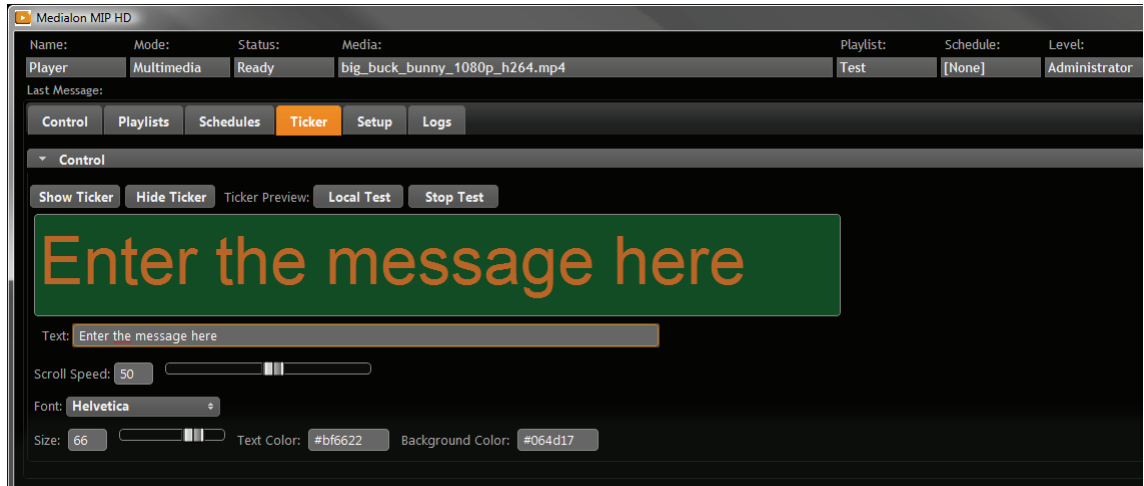 Medialon MIP HD
Name: Mode: Status: Media: Playlist: Schedule: Level:
Player Multimedia Ready big_buck_bunny_1080p_h264.mp4 Test [None] Administrator
Last Message:
Control Playlists Schedules Ticker Setup Logs
Control
Show Ticker Hide Ticker Ticker Preview: Local Test Stop Test
Enter the message here
Text: Enter the message here
Scroll Speed: 50
Font: Helvetica
Size: 66 Text Color: #bf6622 Background Color: #064d17